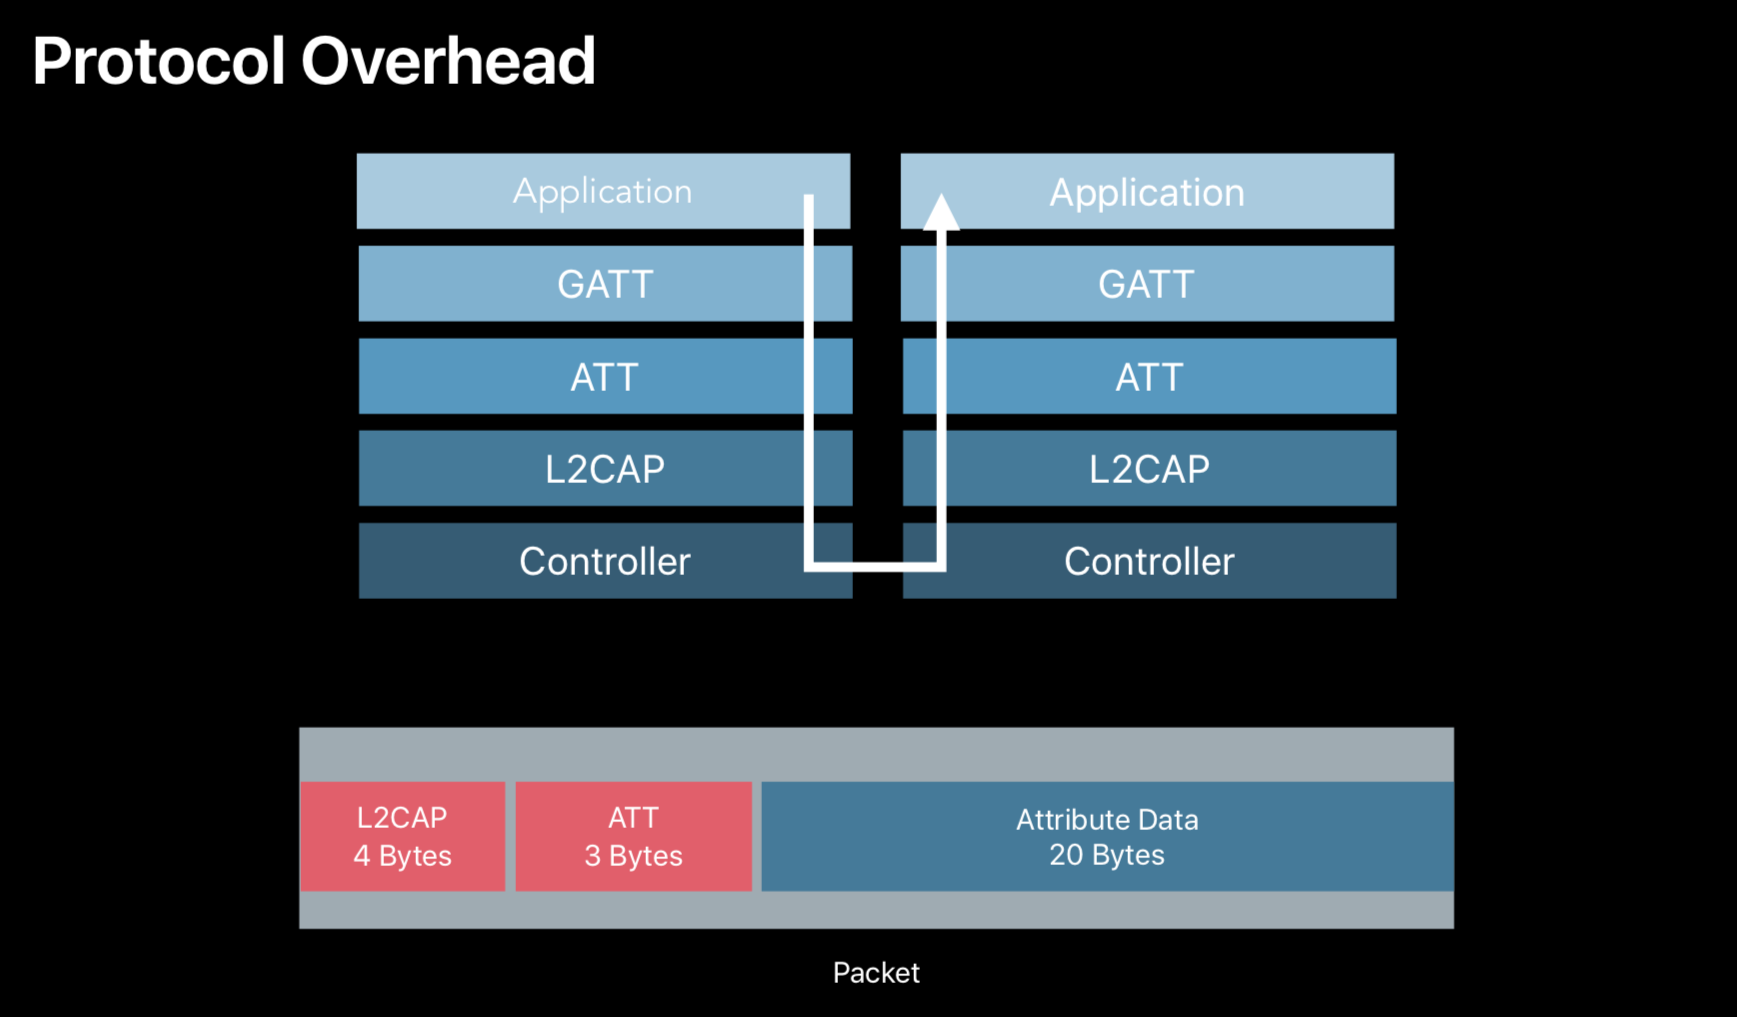 Protocol Overhead
Application
Application
GATT
GATT
ATT
ATT
L2CAP
L2CAP
Controller
Controller
L2CAP
4 Bytes
ATT
3 Bytes
Attribute Data
20 Bytes
Packet